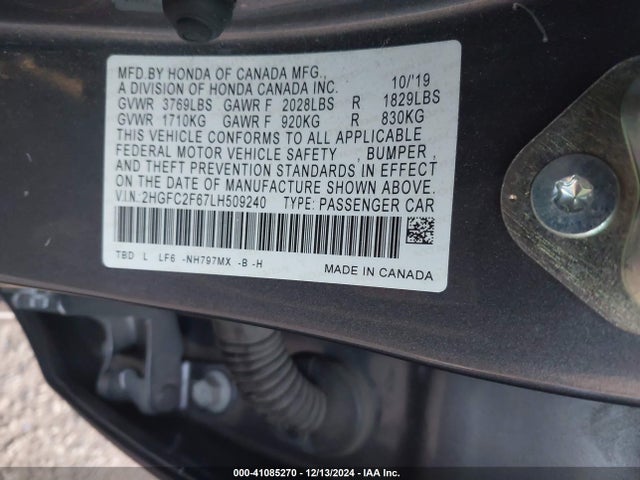 MFD BY HONDA OF CANADA MFG., 10/'19
A DIVISION OF HONDA CANADA INC.
GVWR 3769LBS GAWR F 2028LBS R 1829LBS
GVWR 1710KG GAWR F 920KG R 830KG
THIS VEHICLE CONFORMS TO ALL APPLICABLE
FEDERAL MOTOR VEHICLE SAFETY , BUMPER ,
AND THEFT PREVENTION STANDARDS IN EFFECT
ON THE DATE OF MANUFACTURE SHOWN ABOVE.
V.I.N: 2HGFC2F67LH509240 TYPE: PASSENGER CAR
TBD L LF6 -NH797MX -B -H MADE IN CANADA
000-41085270 - 12/13/2024 - IAA Inc.